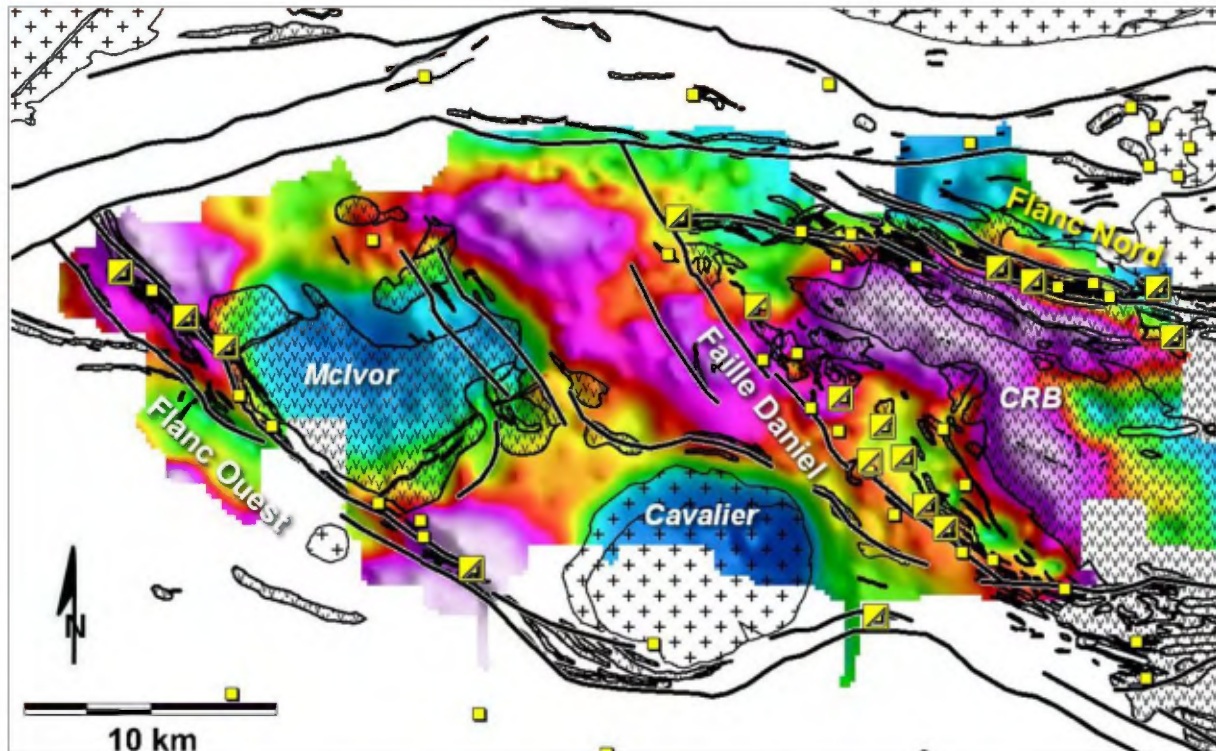 Flanc Nord
McIvor
Faille Daniel
CRB
Flanc Ouest
Cavalier
N
10 km